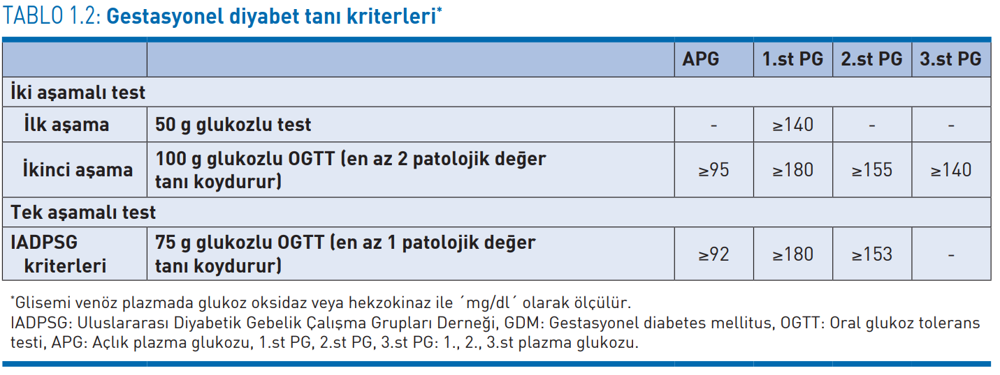 TABLO 1.2: Gestasyonel diyabet tanı kriterleri*
APG 1.st PG 2.st PG 3.st PG
İki aşamalı test
İlk aşama 50 g glukozlu test - ≥140 - -
İkinci aşama 100 g glukozlu OGTT (en az 2 patolojik değer
tanı koydurur) ≥95 ≥180 ≥155 ≥140
Tek aşamalı test
IADPSG
kriterleri 75 g glukozlu OGTT (en az 1 patolojik değer
tanı koydurur) ≥92 ≥180 ≥153 -
*Glisemi venöz plazmada glukoz oksidaz veya hekzokinaz ile ´mg/dl´ olarak ölçülür.
IADPSG: Uluslararası Diyabetik Gebelik Çalışma Grupları Derneği, GDM: Gestasyonel diabetes mellitus, OGTT: Oral glukoz tolerans
testi, APG: Açlık plazma glukozu, 1.st PG, 2.st PG, 3.st PG: 1., 2., 3.st plazma glukozu.